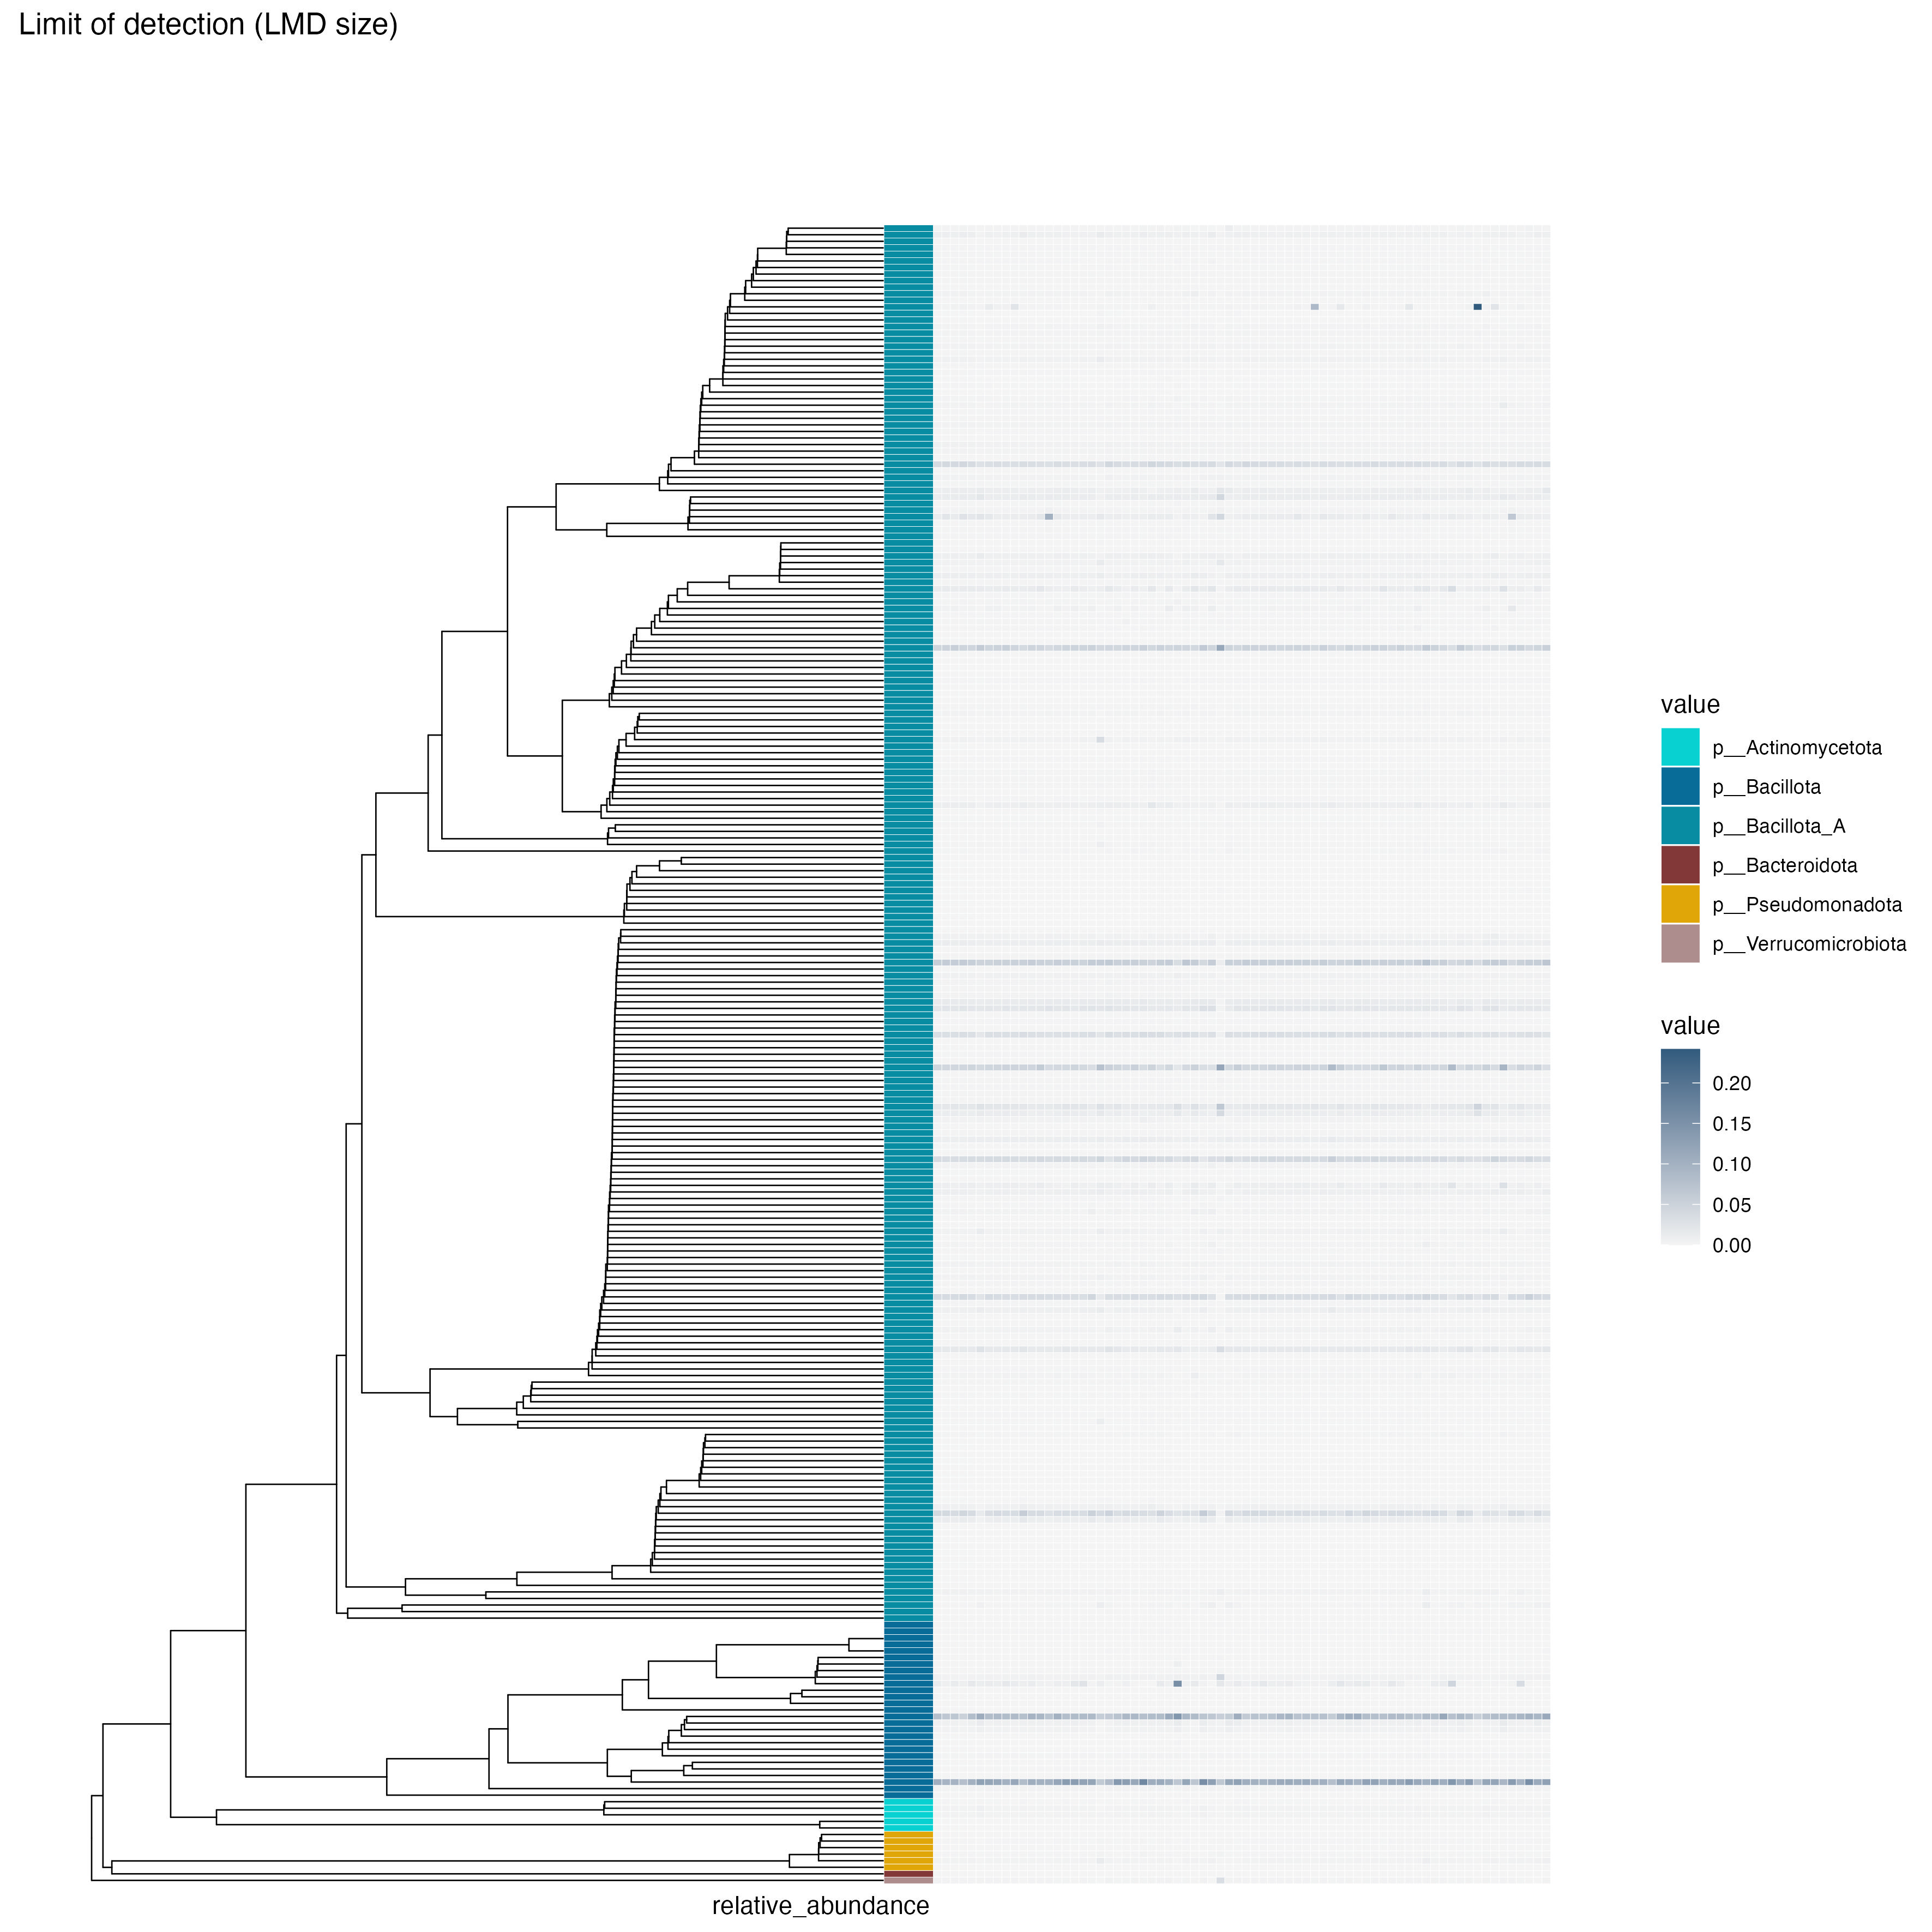 Limit of detection (LMD size)
value
p__Actinomycetota
p__Bacillota
p__Bacillota_A
p__Bacteroidota
p__Pseudomonadota
p__Verrucomicrobiota
value
0.20
0.15
0.10
0.05
0.00
relative_abundance